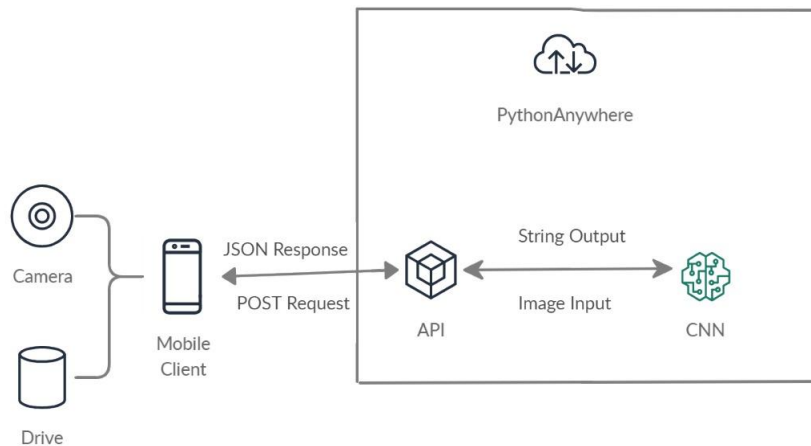 PythonAnywhere
Camera
JSON Response
POST Request
String Output
Image Input
Mobile
Client
API
CNN
Drive